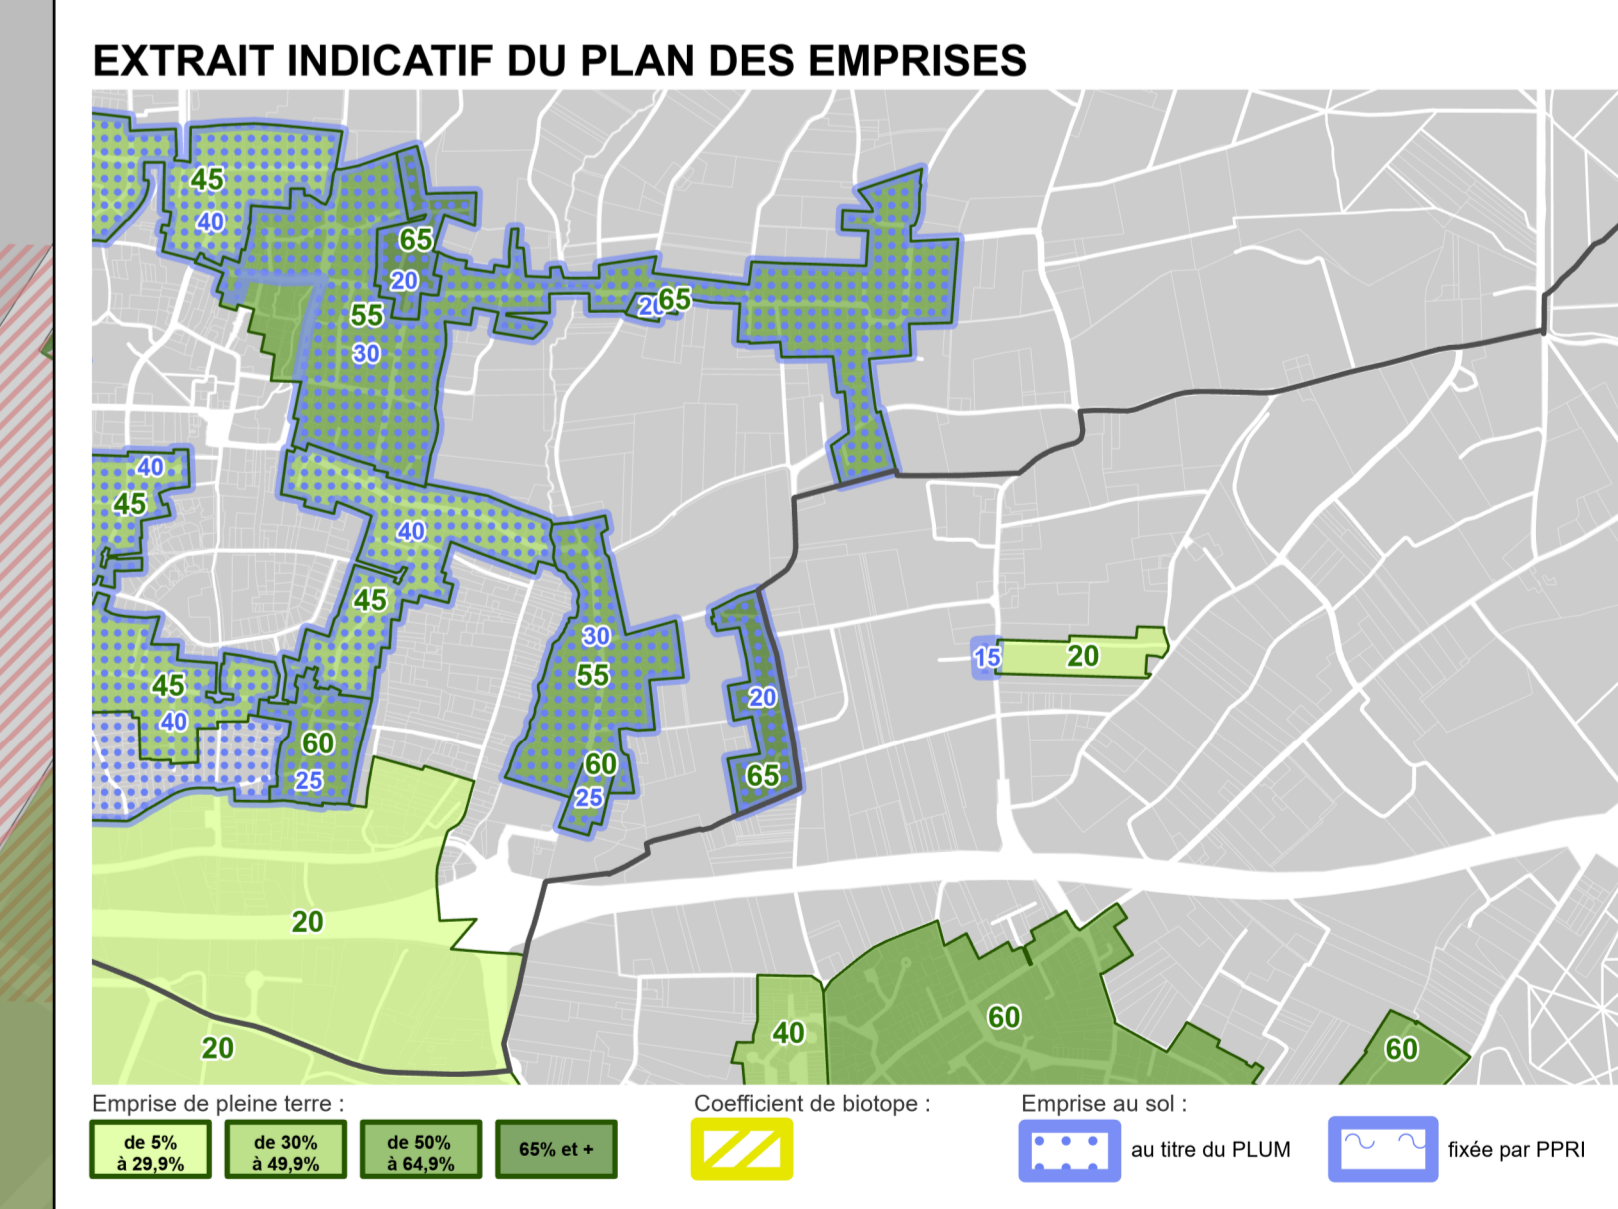 EXTRAIT INDICATIF DU PLAN DES EMPRISES
45
40
65
20
55
30
20
65
40
45
40
45
30
55
45
40
60
25
20
65
60
25
15
20
20
20
40
60
60
Emprise de pleine terre :
de 5%
à 29,9%
de 30%
à 49,9%
de 50%
à 64,9%
65% et +
Coefficient de biotope :
Emprise au sol :
au titre du PLUM
fixée par PPRI